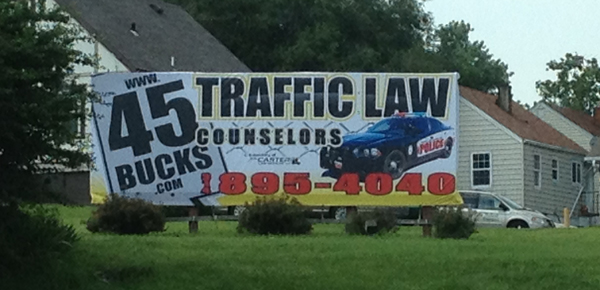 WWW.
45
BUCKS
.COM
TRAFFIC LAW
COUNSELORS
POLICE
895-4040